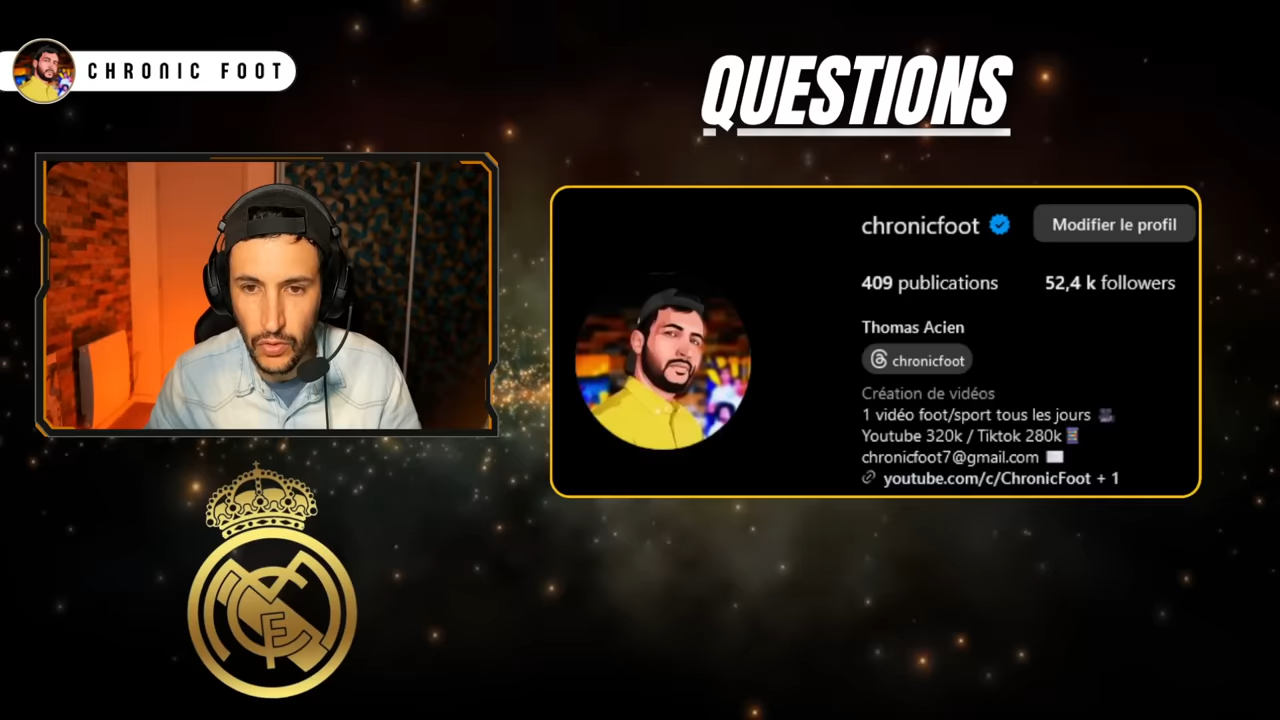 CHRONIC FOOT
QUESTIONS
chronicfoot
Modifier le profil
409 publications
52,4 k followers
Thomas Acien
chronicfoot
Création de vidéos
1 vidéo foot/sport tous les jours
Youtube 320k / Tiktok 280k
chronicfoot7@gmail.com
youtube.com/c/ChronicFoot + 1